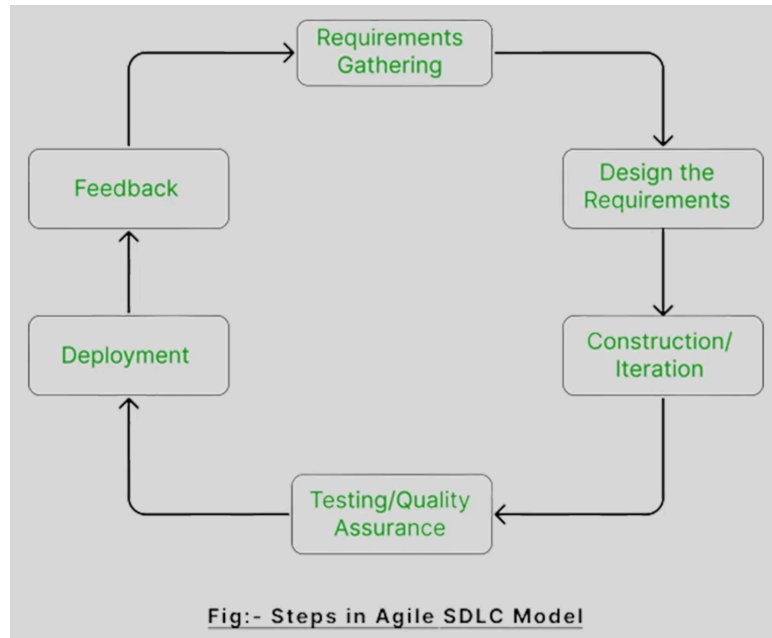 Requirements
Gathering
Design the
Requirements
Construction/
Iteration
Testing/Quality
Assurance
Deployment
Feedback
Fig:- Steps in Agile SDLC Model